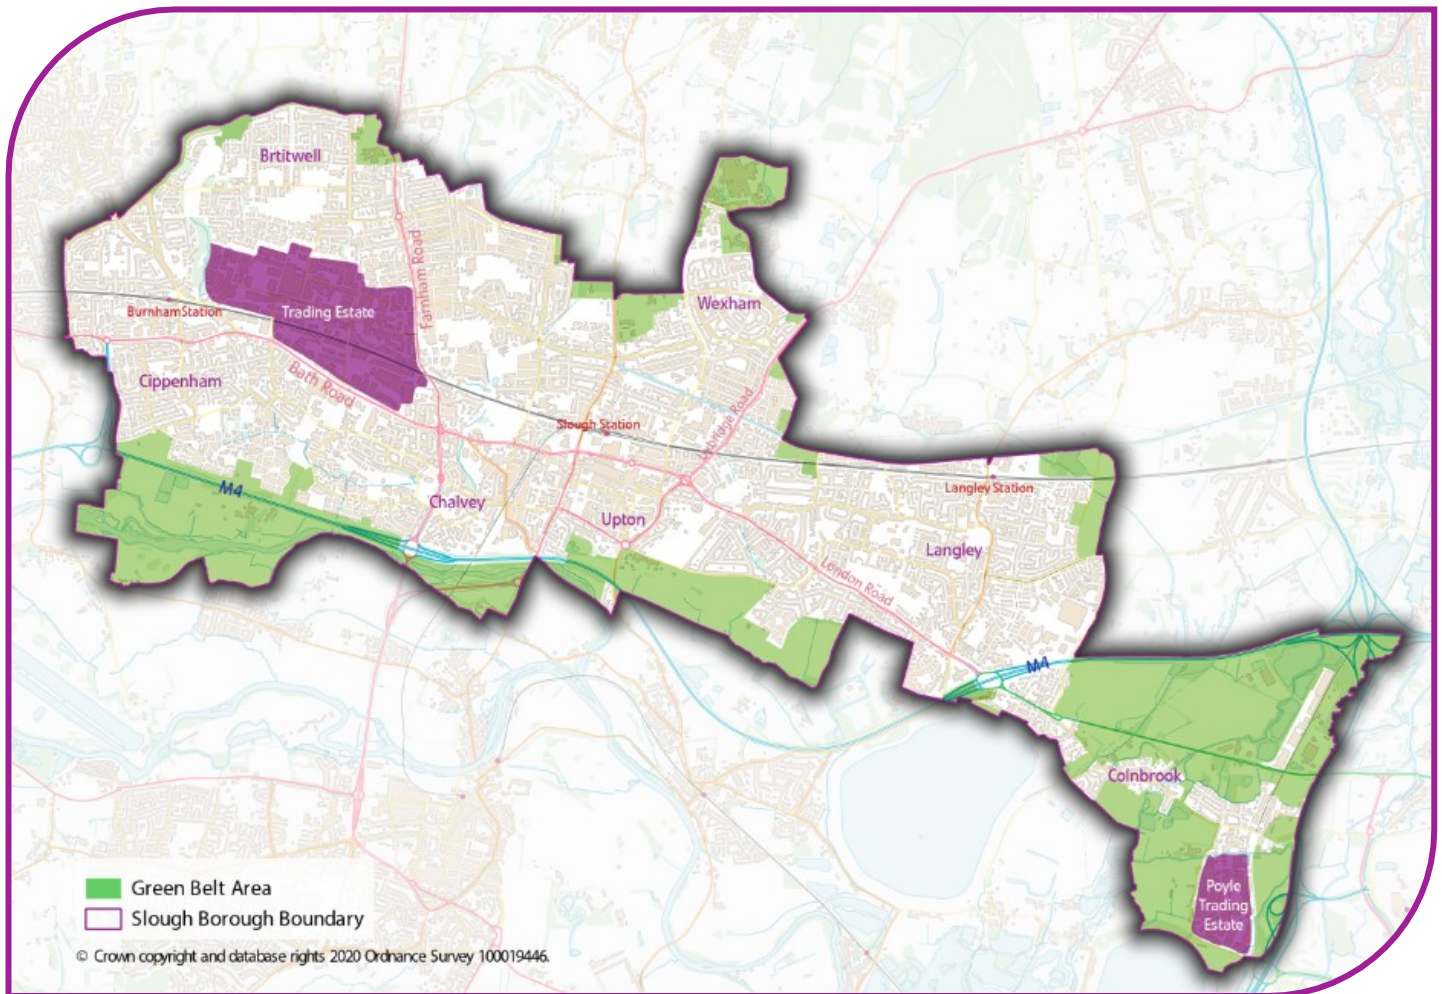 Brtitwell
Farnham Road
Wexham
Burnham Station
Trading Estate
Cippenham
Bath Road
Slough Station
Uxbridge Road
M4
Chalvey
Upton
Langley Station
Langley
London Road
M4
Colnbrook
Poyle
Trading
Estate
Green Belt Area
Slough Borough Boundary
© Crown copyright and database rights 2020 Ordnance Survey 100019446.